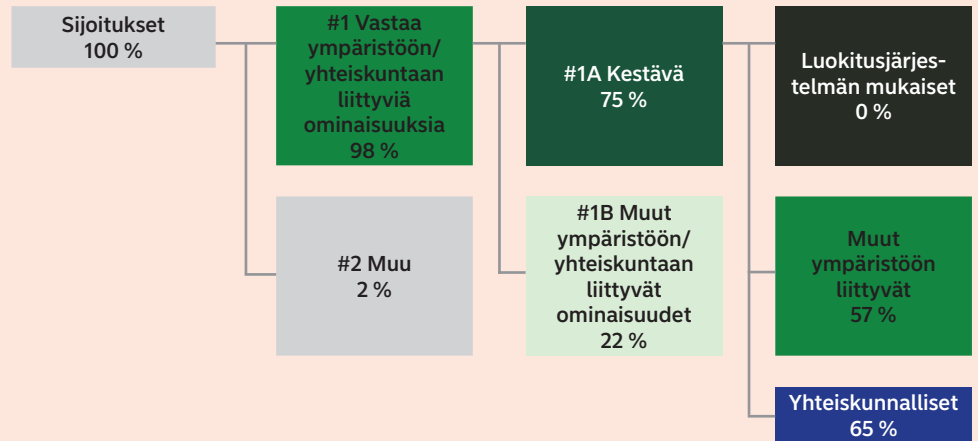 Sijoitukset
100 %
#1 Vastaa
ympäristöön/
yhteiskuntaan
liittyviä
ominaisuuksia
98 %
#2 Muu
2 %
#1A Kestävä
75 %
#1B Muut
ympäristöön/
yhteiskuntaan
liittyvät
ominaisuudet
22 %
Luokitusjärjes-
telmän mukaiset
0 %
Muut
ympäristöön
liittyvät
57 %
Yhteiskunnalliset
65 %